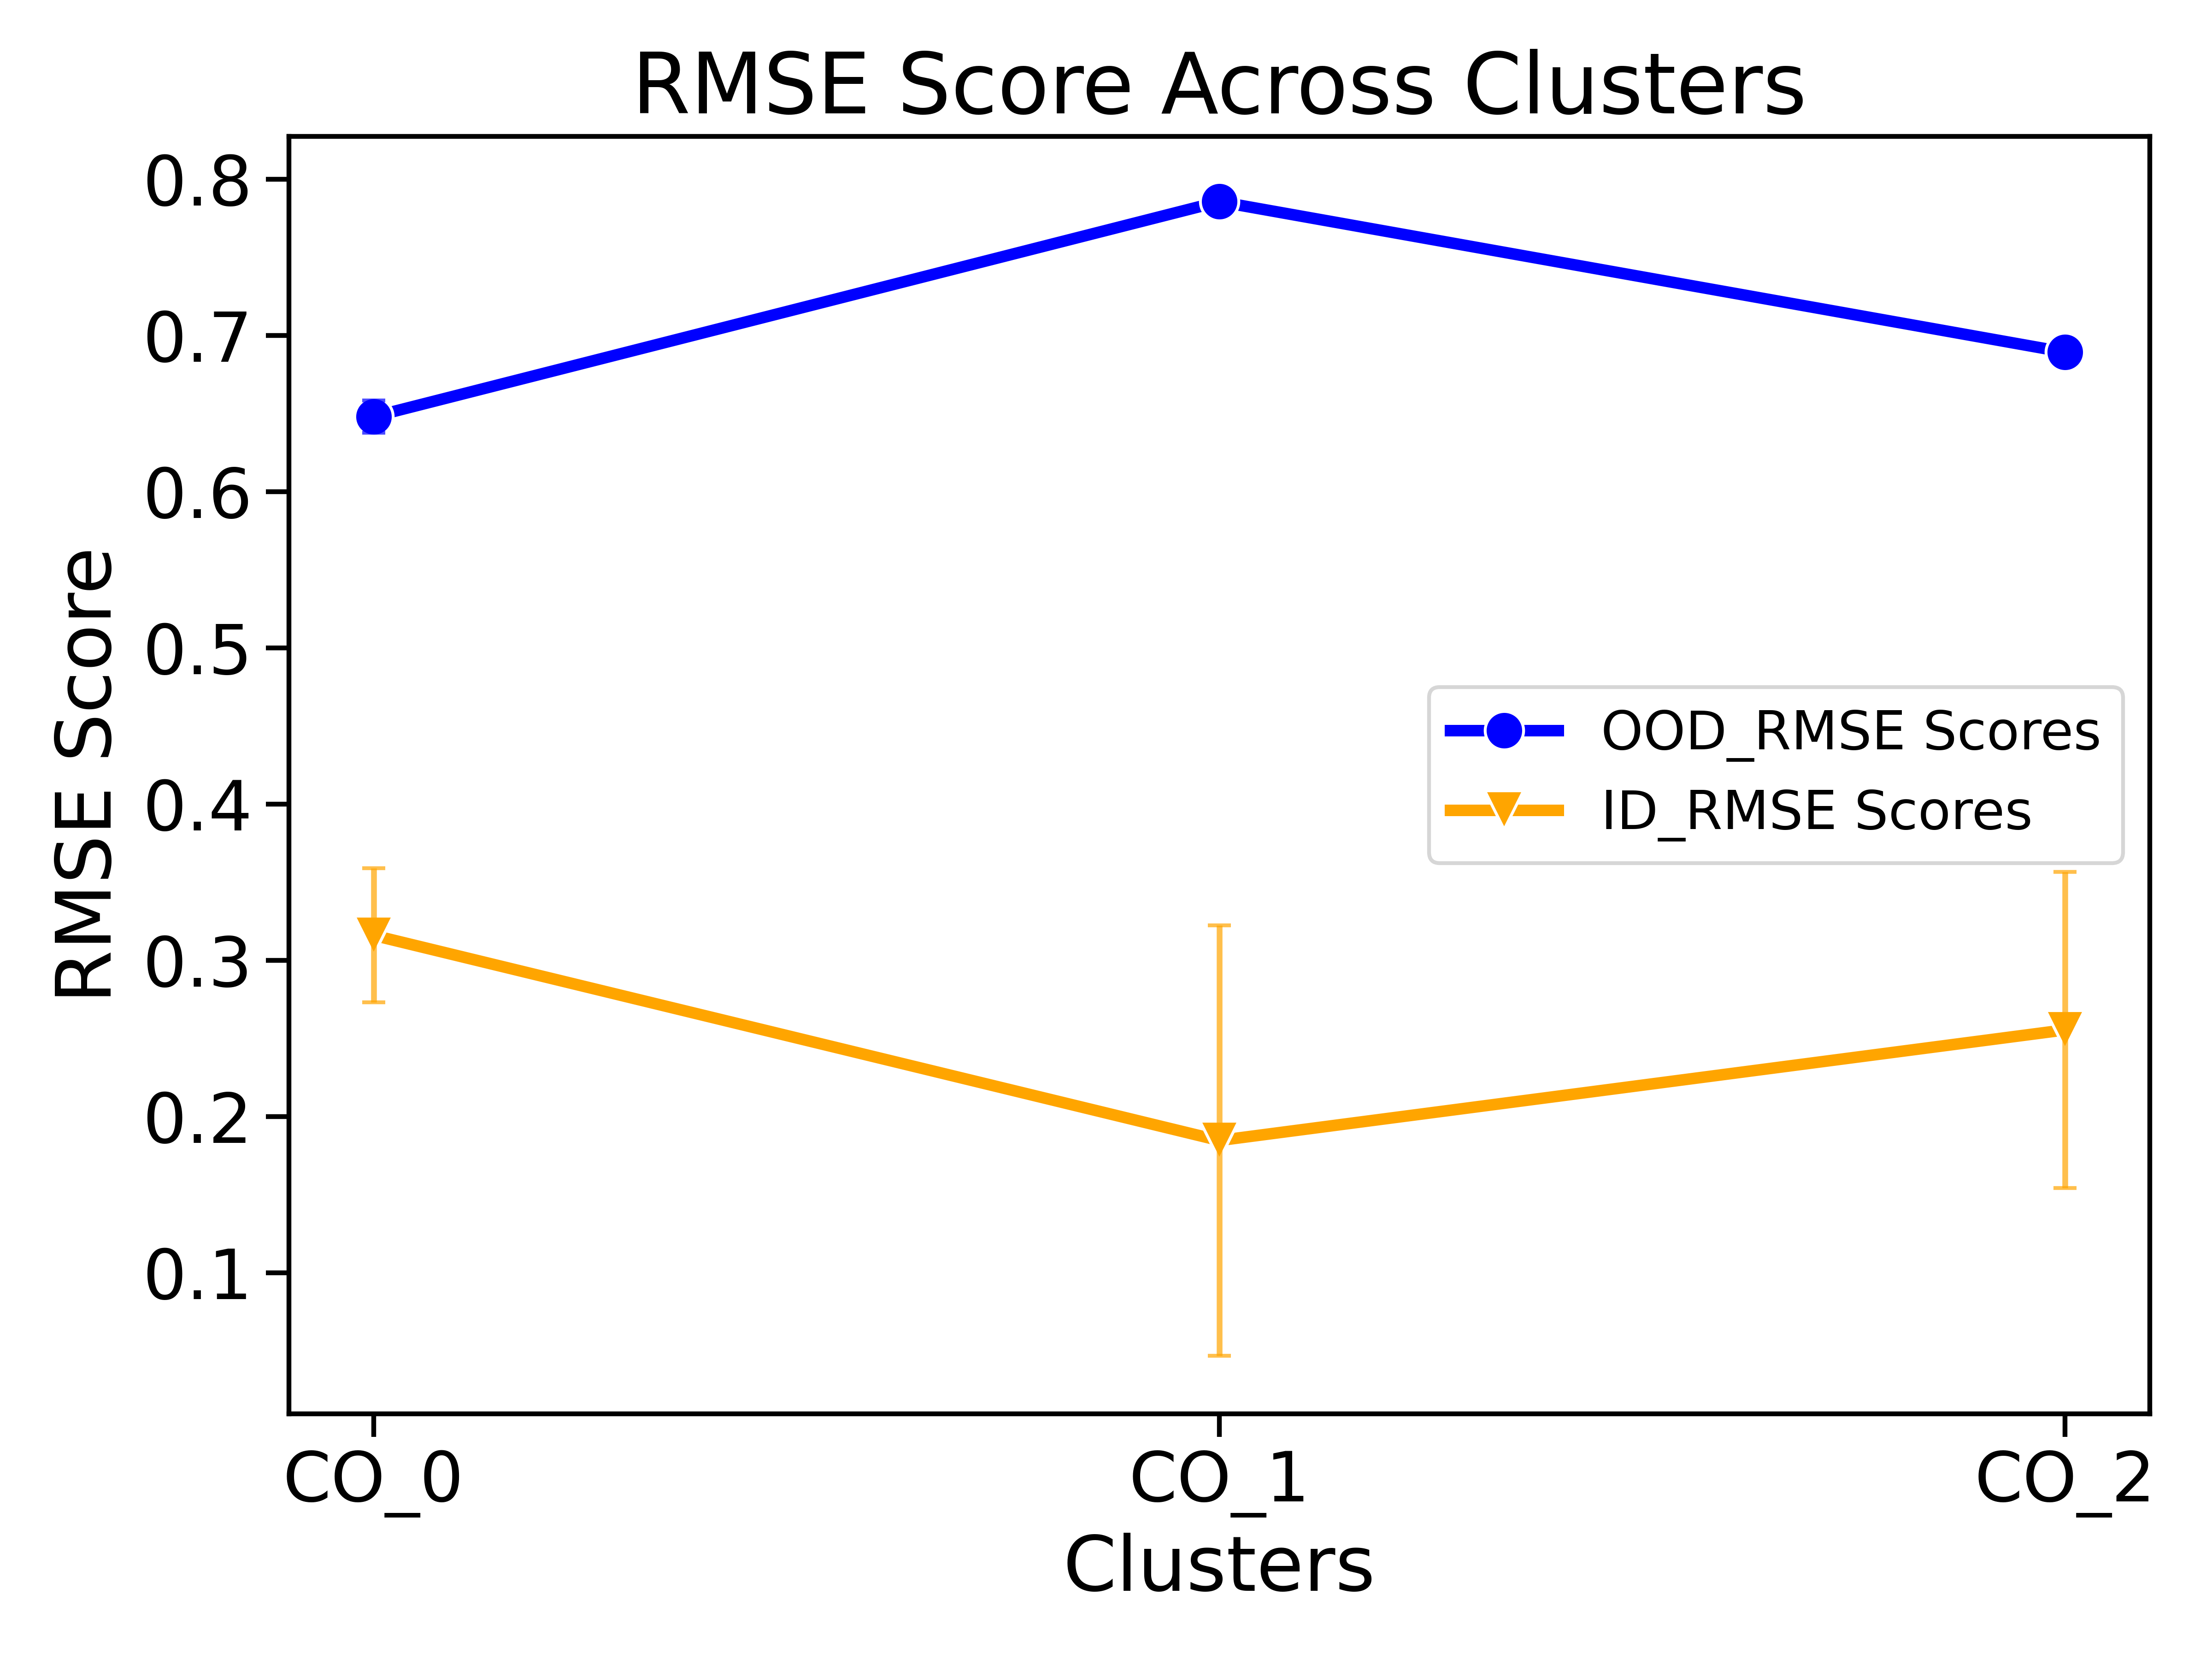 RMSE Score Across Clusters
RMSE Score
0.8
0.7
0.6
0.5
0.4
0.3
0.2
0.1
OOD_RMSE Scores
ID_RMSE Scores
CO_0 CO_1 CO_2
Clusters